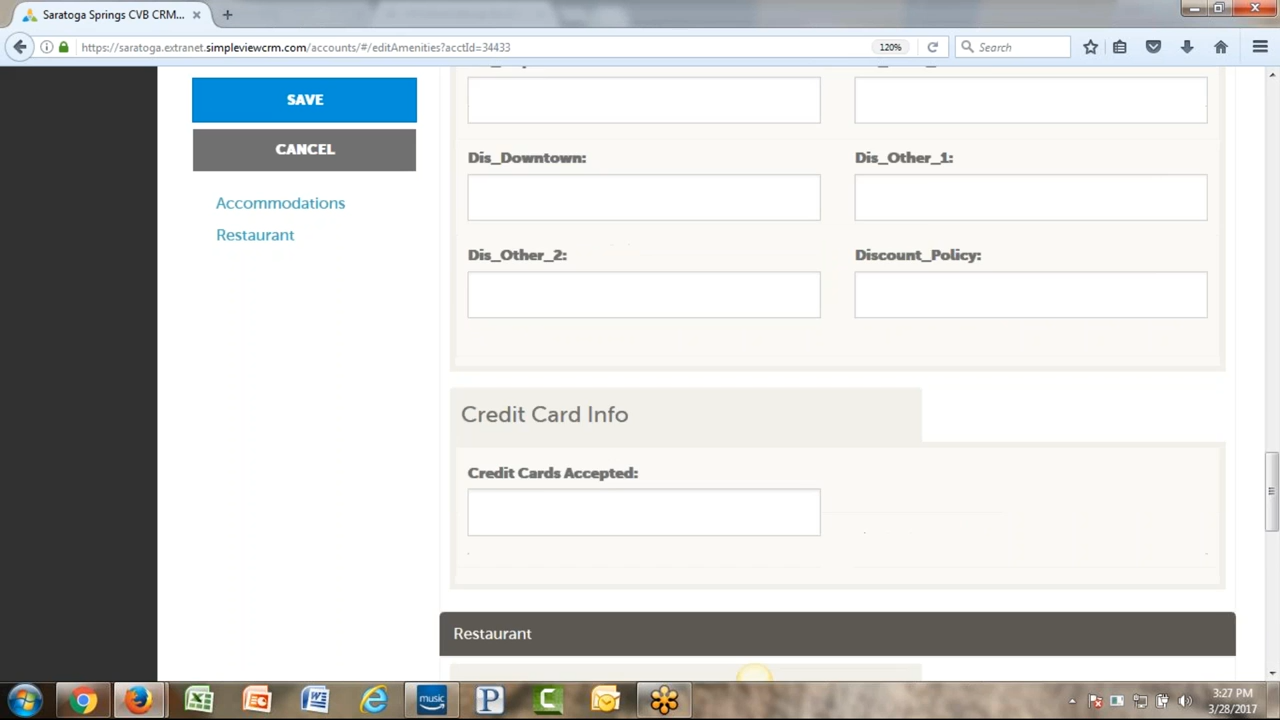 Saratoga Springs CVB CRM...
https://saratoga.extranet.simpleviewcrm.com/accounts/#/editAmenities?acctId=34433
120%
Search
SAVE
CANCEL
Accommodations
Restaurant
Dis_Downtown:
Dis_Other_1:
Dis_Other_2:
Discount_Policy:
Credit Card Info
Credit Cards Accepted:
Restaurant
music
3:27 PM
3/28/2017